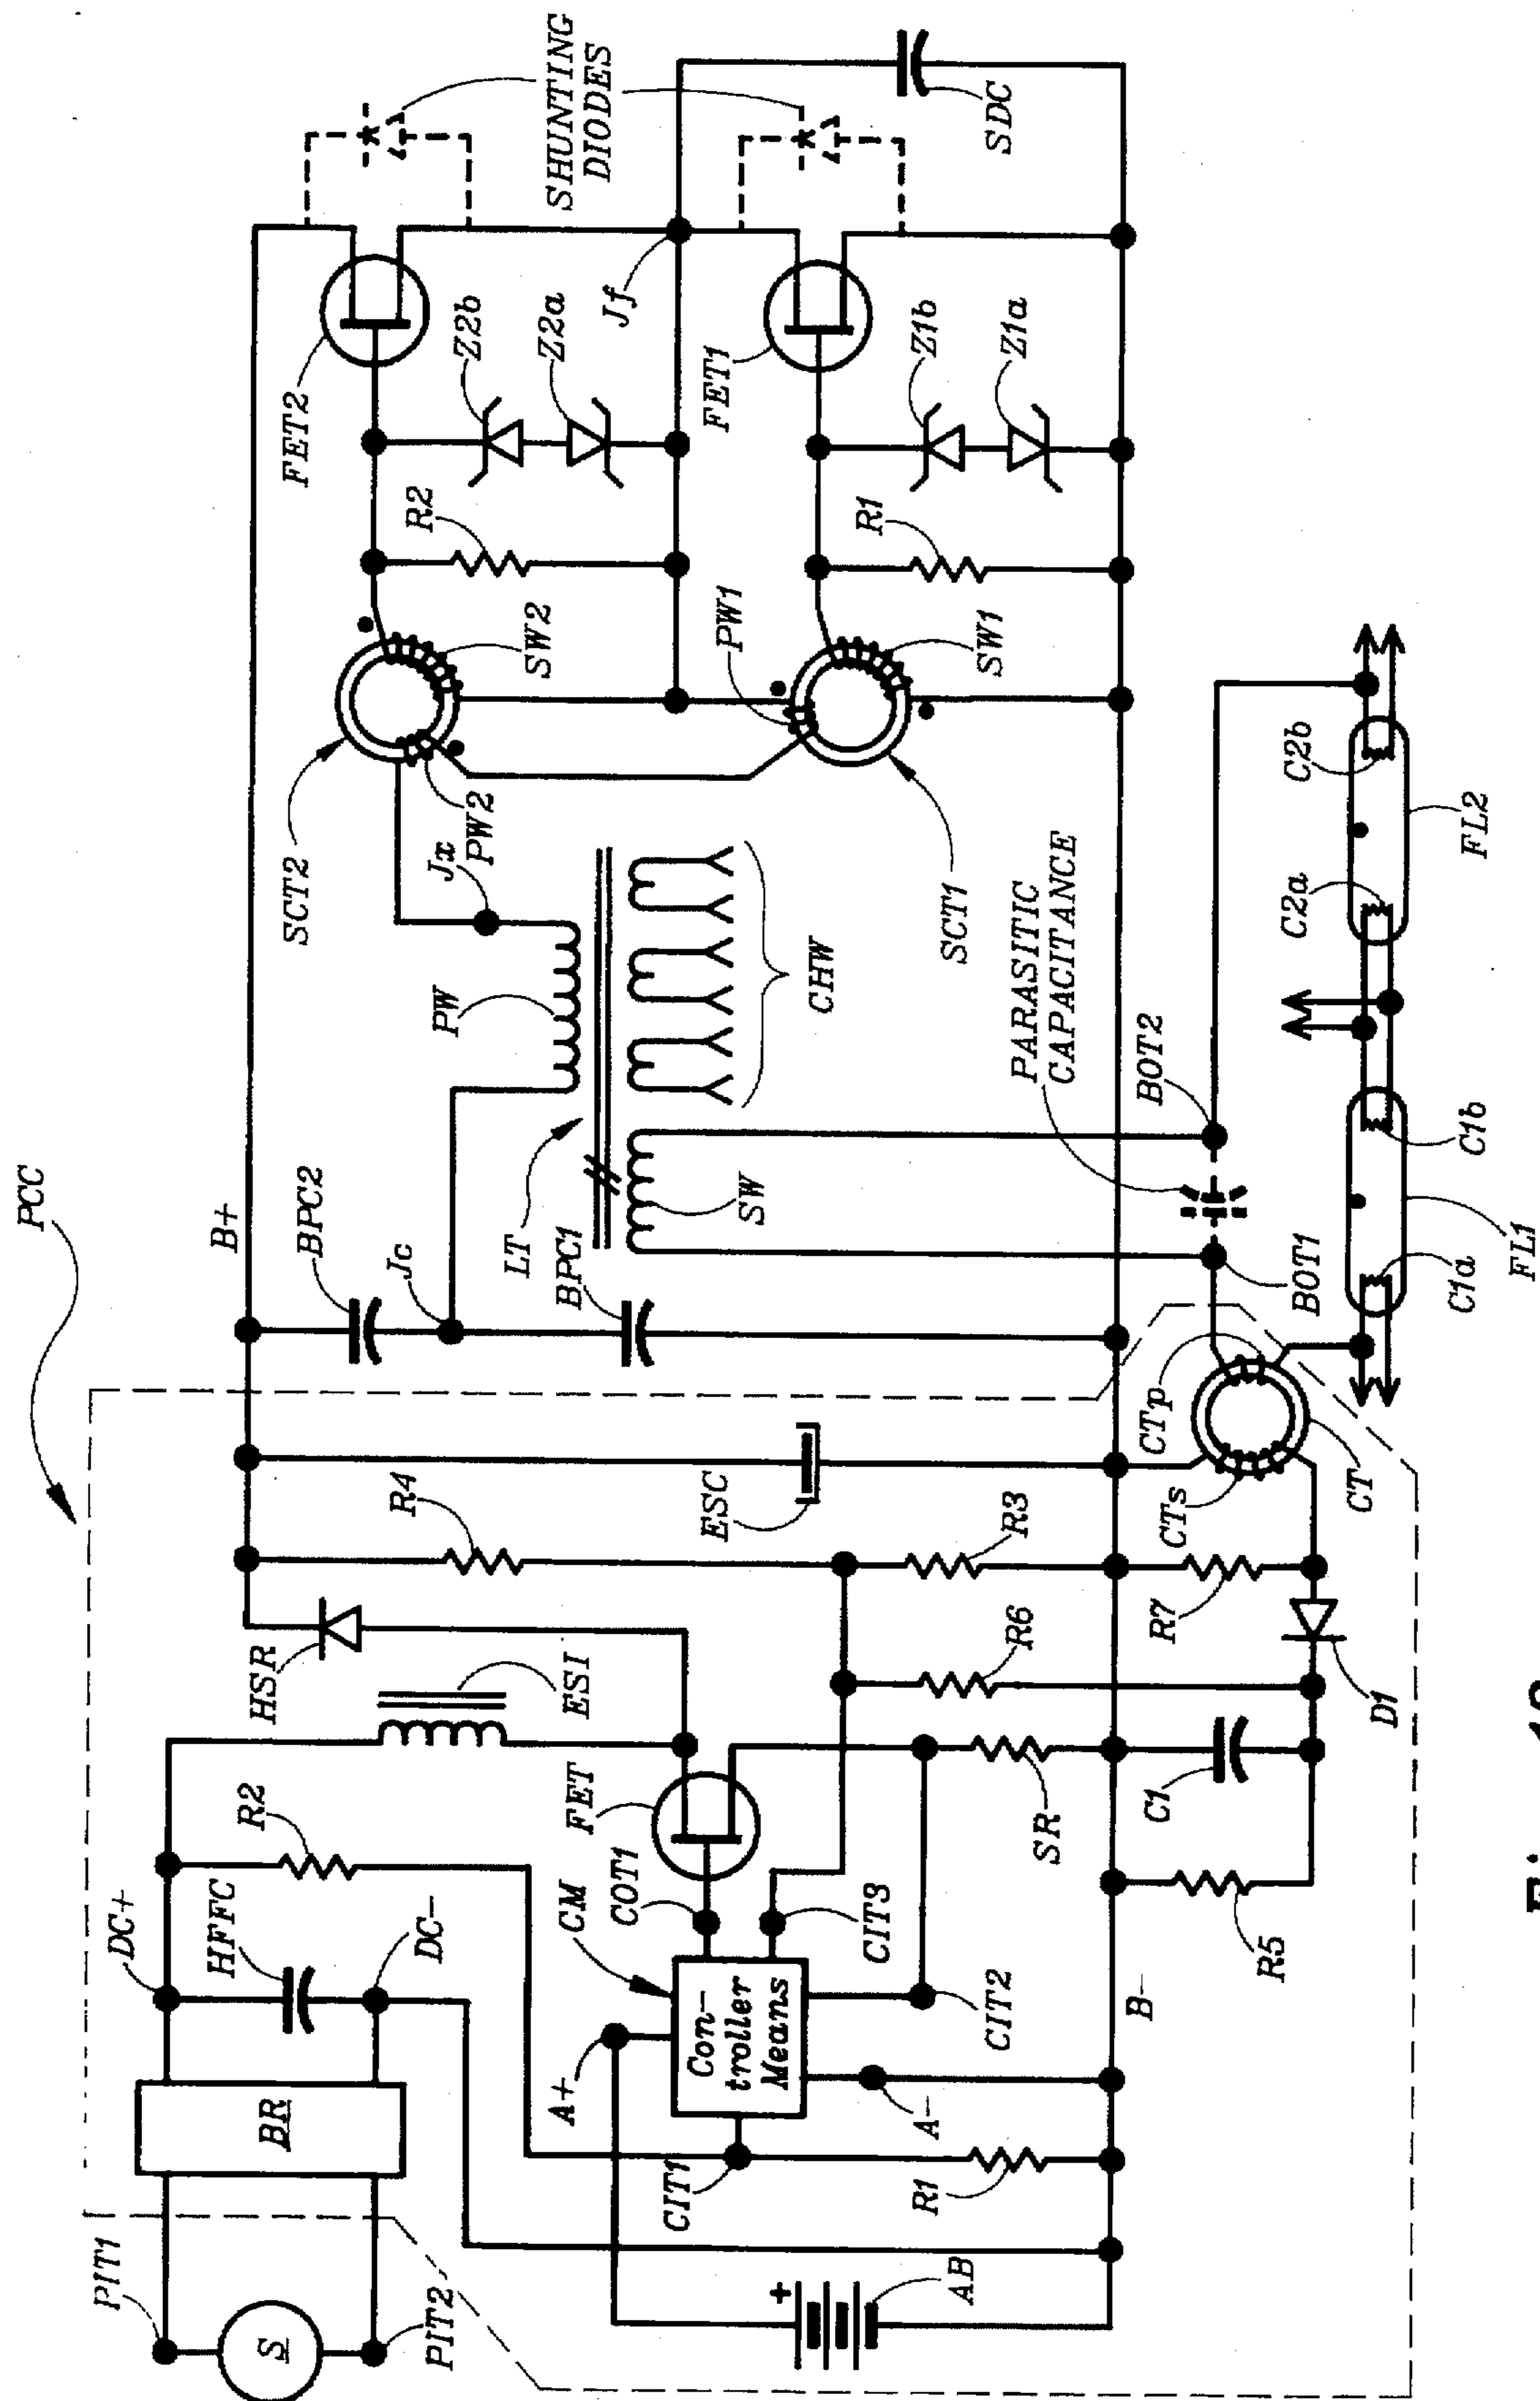 PCC
PIT1
S
PIT2
BR
DC+
HFFC
DC-
R2
HSR
ESI
R4
B+
BPC2
Jc
BPC1
ESC
LT
PW
SW
CHW
Jx
PW2
SCT2
SW2
R2
FET2
Z2b
Z2a
Jf
SHUNTING
DIODES
SDC
FET1
Z1b
Z1a
R1
PW1
SW1
SCT1
PARASITIC
CAPACITANCE
BOT2
BOT1
A+
CM
COT1
FET
Con-
troller
Means
CIT3
CIT2
CIT1
A-
R1
AB
+
B-
SR
R6
R3
R5
C1
D1
R7
CTs
CTp
CT
C1a
C1b
FL1
C2a
C2b
FL2